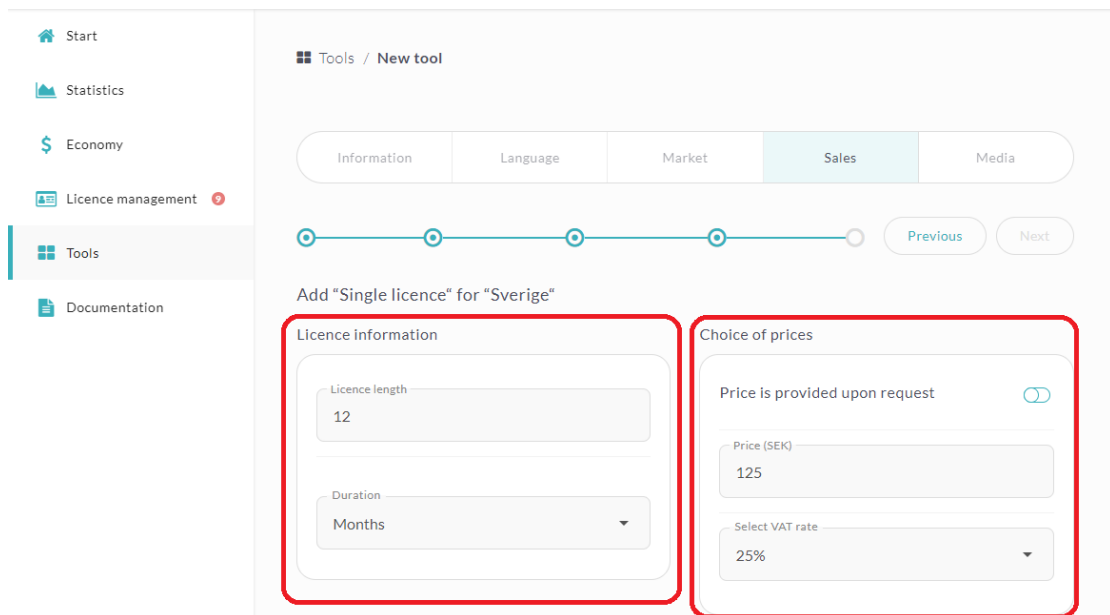 Start
Statistics
Economy
Licence management 9
Tools
Documentation
Tools / New tool
Information Language Market Sales Media
Previous Next
Add “Single licence“ for “Sverige“
Licence information
Licence length
12
Duration
Months
Choice of prices
Price is provided upon request
Price (SEK)
125
Select VAT rate
25%